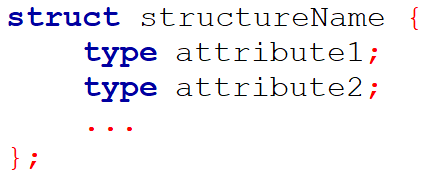 struct structureName {
    type attribute1;
    type attribute2;
    ...
};